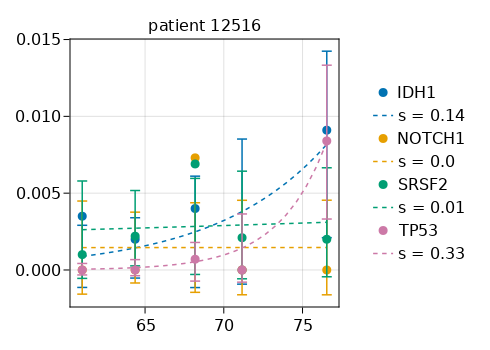 patient 12516
0.015
0.010
0.005
0.000
65
70
75
IDH1
s = 0.14
NOTCH1
s = 0.0
SRSF2
s = 0.01
TP53
s = 0.33